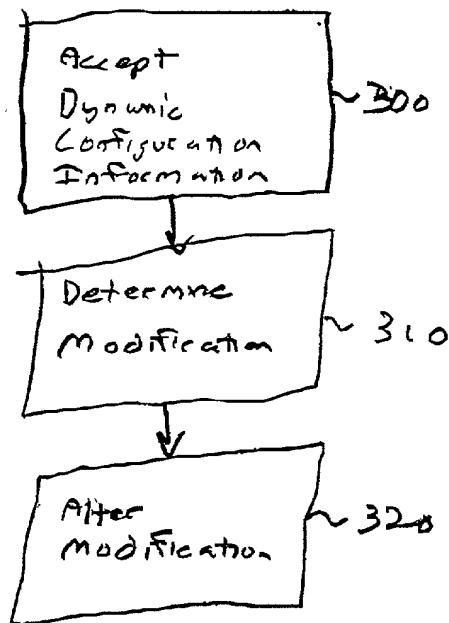 Accept
Dynamic
Configuration
Information
300
Determine
Modification
310
Alter
Modification
320